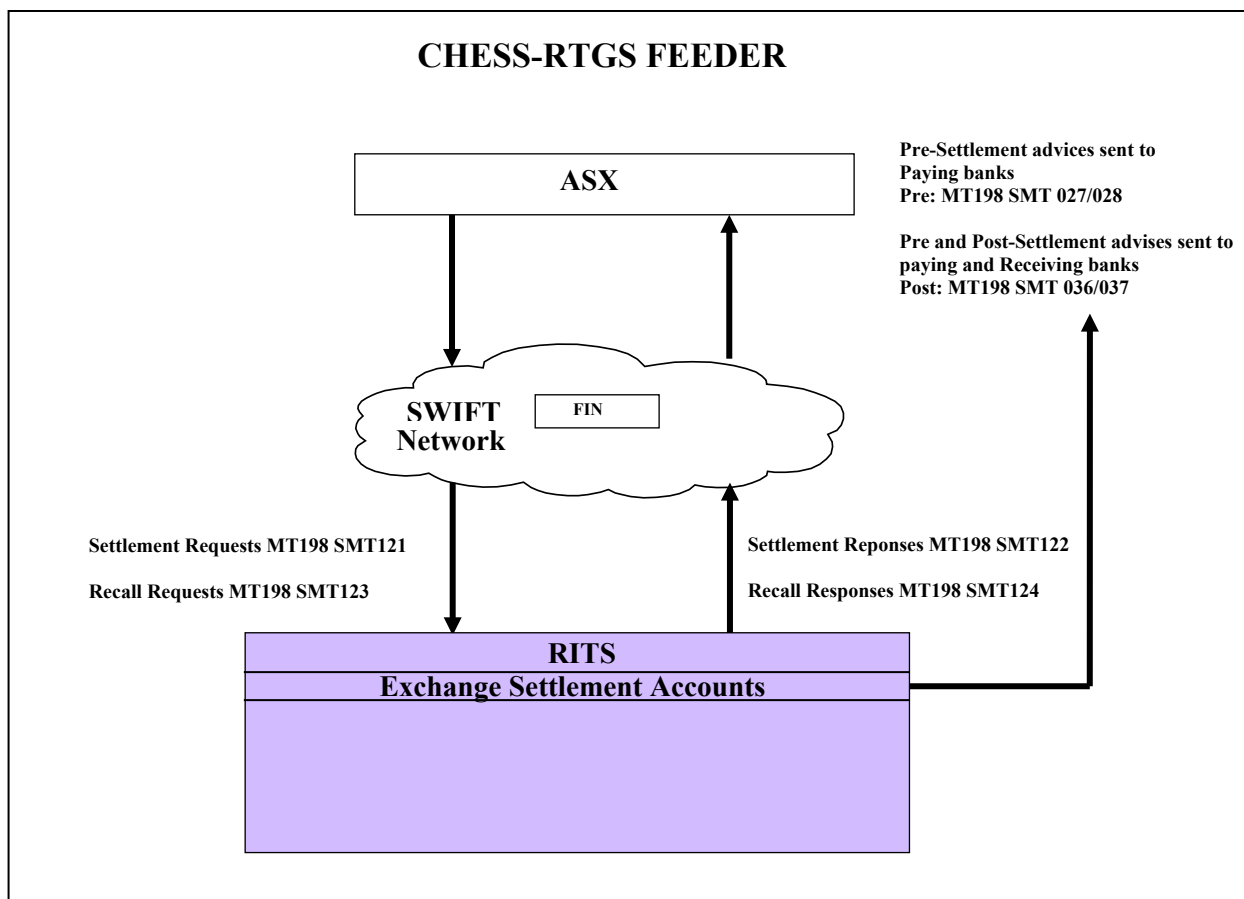 CHESS-RTGS FEEDER
ASX
Pre-Settlement advices sent to
Paying banks
Pre: MT198 SMT 027/028
Pre and Post-Settlement advises sent to
paying and Receiving banks
Post: MT198 SMT 036/037
SWIFT
Network
FIN
Settlement Requests MT198 SMT121
Recall Requests MT198 SMT123
Settlement Reponses MT198 SMT122
Recall Responses MT198 SMT124
RITS
Exchange Settlement Accounts